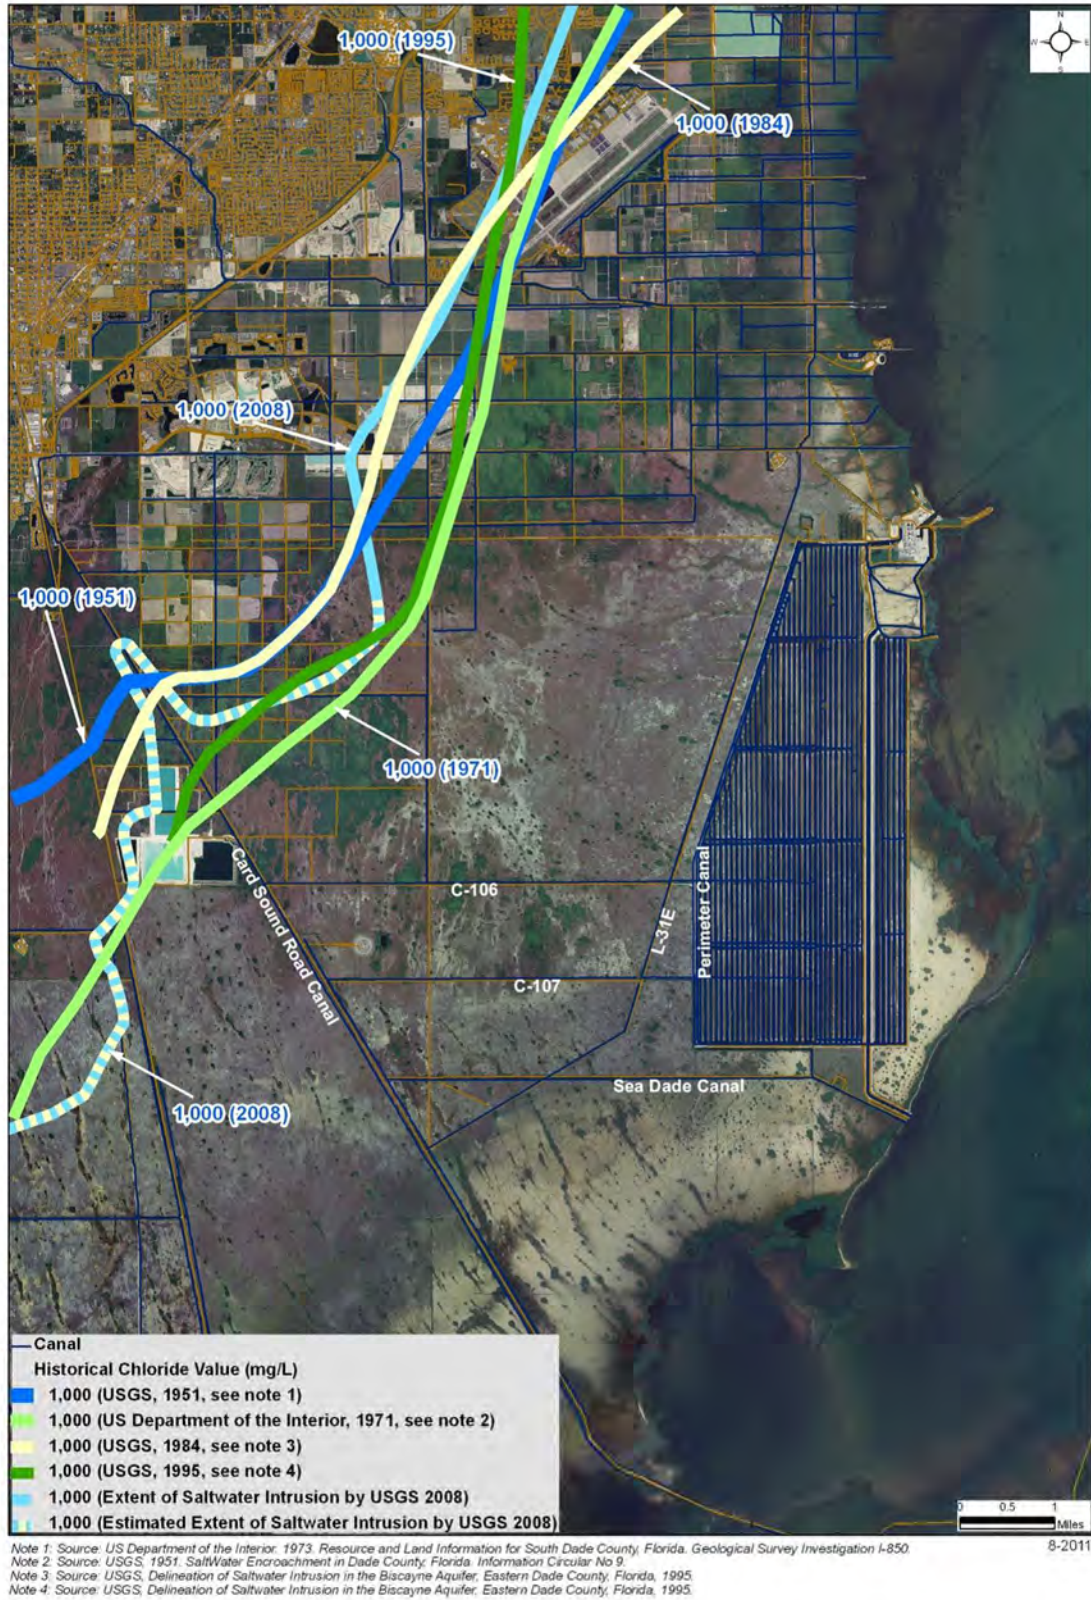 N
W E
S
1,000 (1995)
1,000 (1984)
1,000 (2008)
1,000 (1951)
1,000 (1971)
Card Sound Road Canal
C-106
L-31E
Perimeter Canal
C-107
Sea Dade Canal
1,000 (2008)
Canal
Historical Chloride Value (mg/L)
1,000 (USGS, 1951, see note 1)
1,000 (US Department of the Interior, 1971, see note 2)
1,000 (USGS, 1984, see note 3)
1,000 (USGS, 1995, see note 4)
1,000 (Extent of Saltwater Intrusion by USGS 2008)
1,000 (Estimated Extent of Saltwater Intrusion by USGS 2008)
0 0.5 1
Miles
8-2011
Note 1: Source: US Department of the Interior. 1973. Resource and Land Information for South Dade County, Florida. Geological Survey Investigation I-850.
Note 2: Source: USGS, 1951. SaltWater Encroachment in Dade County, Florida. Information Circular No 9.
Note 3: Source: USGS, Delineation of Saltwater Intrusion in the Biscayne Aquifer, Eastern Dade County, Florida, 1995.
Note 4: Source: USGS, Delineation of Saltwater Intrusion in the Biscayne Aquifer, Eastern Dade County, Florida, 1995.